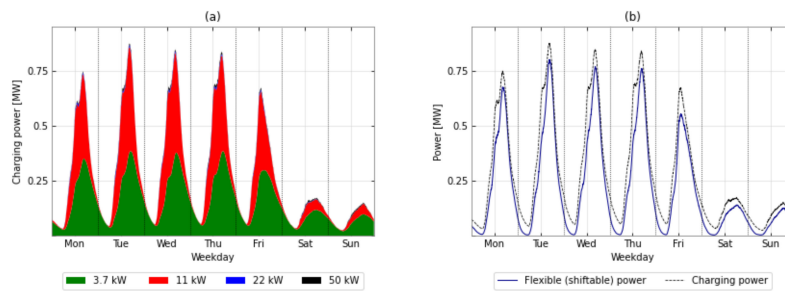 (a)
Charging power [MW]
0.75
0.5
0.25
Mon Tue Wed Thu Fri Sat Sun
Weekday
3.7 kW 11 kW 22 kW 50 kW
(b)
Power [MW]
0.75
0.5
0.25
Mon Tue Wed Thu Fri Sat Sun
Weekday
Flexible (shiftable) power Charging power